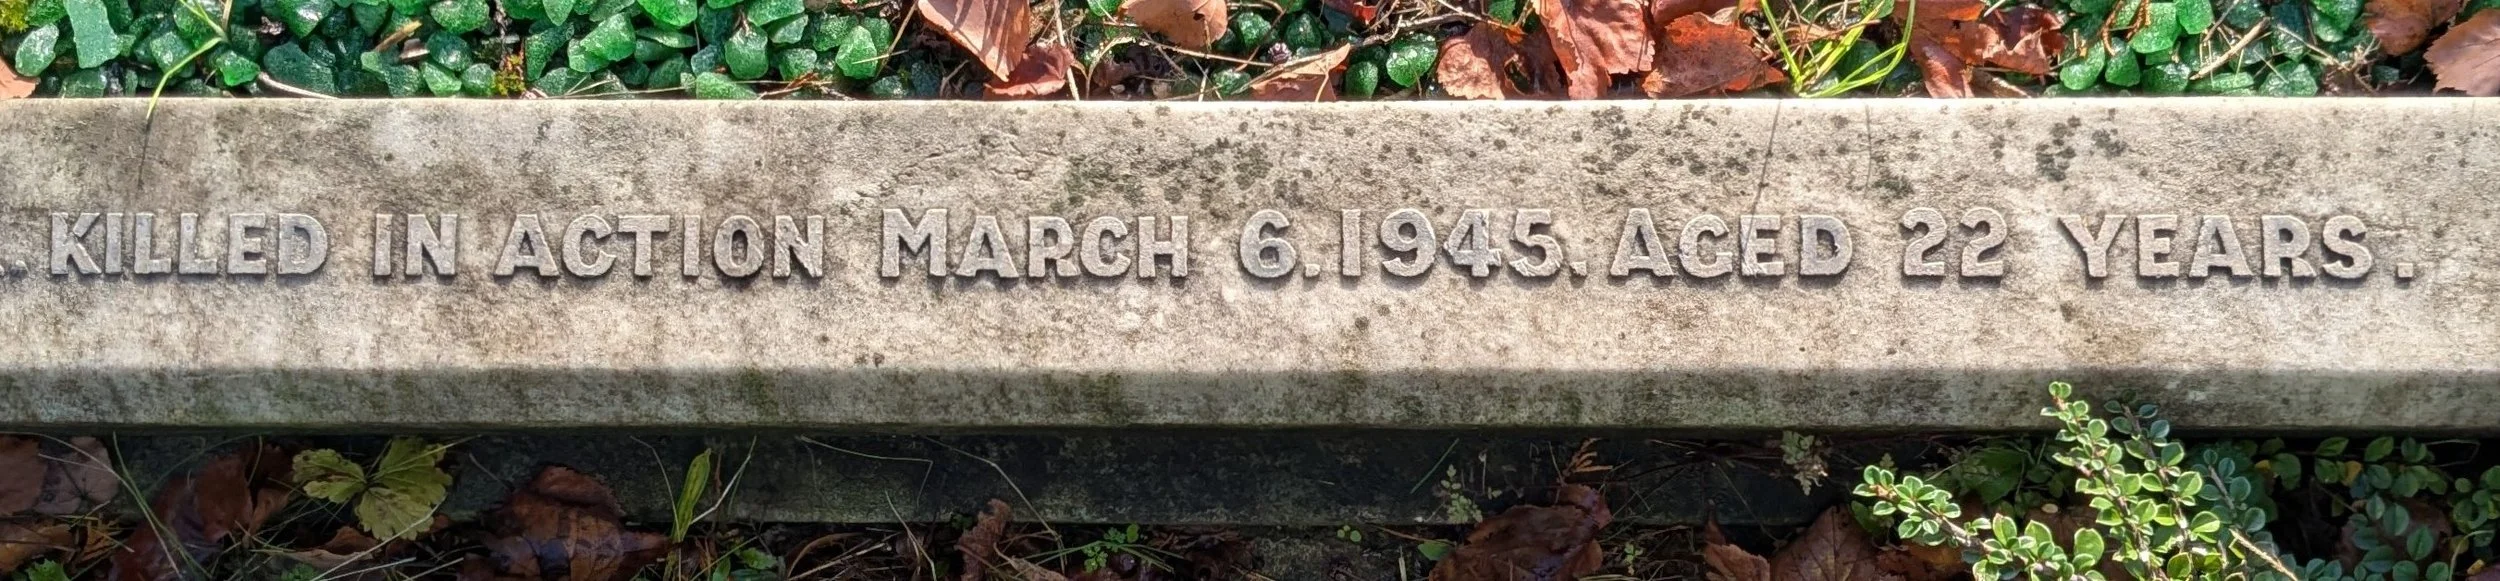 . KILLED IN ACTION MARCH 6. 1945. AGED 22 YEARS.